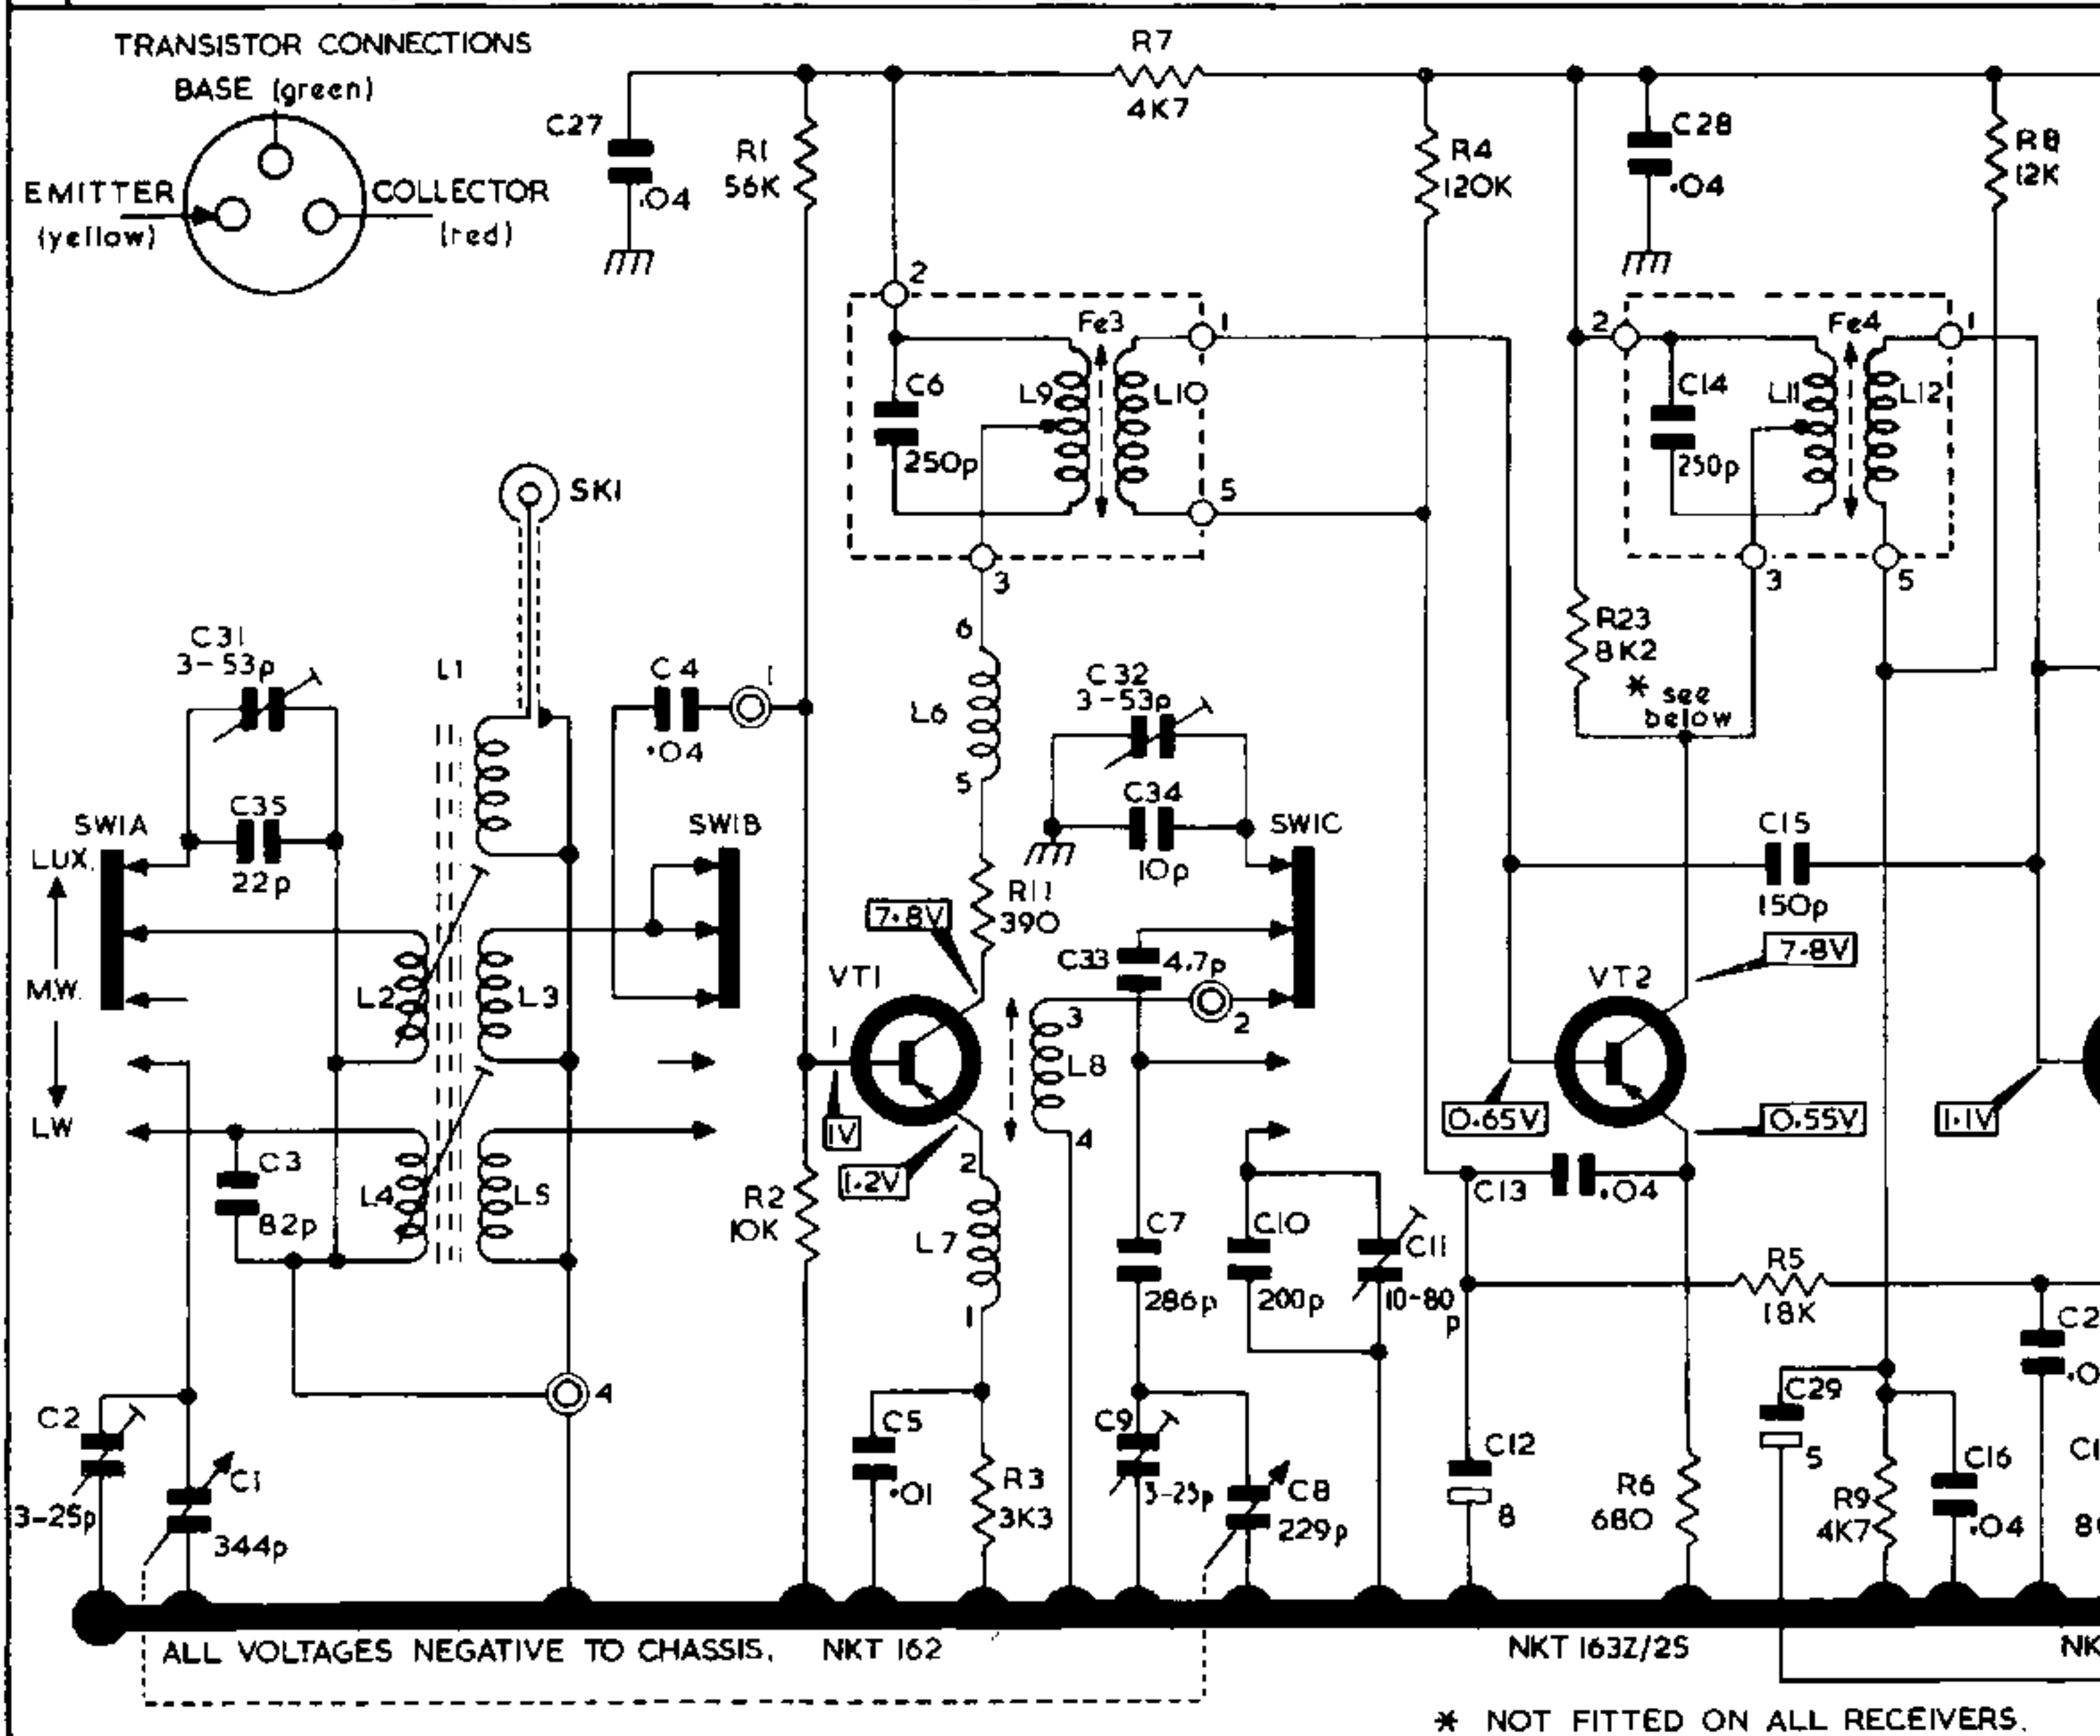 TRANSISTOR CONNECTIONS
BASE (green)
EMITTER
(yellow)
COLLECTOR
(red)
C27
.04
R1
56K
R7
4K7
R4
120K
C28
.04
R8
12K
2
Fe3
1
C6
250p
L9
L10
5
3
2
Fe4
1
C14
250p
L11
L12
3
5
SK1
R23
8K2
* see
below
C31
3-53p
L1
C4
.04
1
6
L6
5
C32
3-53p
C34
10p
C35
22p
SW1A
LUX.
M.W.
LW
SW1B
SW1C
C15
150p
R11
390
7.8V
C33
4.7p
VT1
L2
L3
3
2
L8
4
VT2
7.8V
1
1V
1.2V
2
0.65V
0.55V
1.1V
C3
82p
L4
L5
R2
10K
L7
1
C7
286p
C10
200p
C11
10-80
p
C13
.04
R5
18K
C2
.0
4
C2
3-25p
C1
344p
C5
.01
R3
3K3
C9
3-25p
C8
229p
C12
8
R6
680
C29
5
R9
4K7
C16
.04
C1
8
ALL VOLTAGES NEGATIVE TO CHASSIS.
NKT 162
NKT 163Z/25
NK
* NOT FITTED ON ALL RECEIVERS.